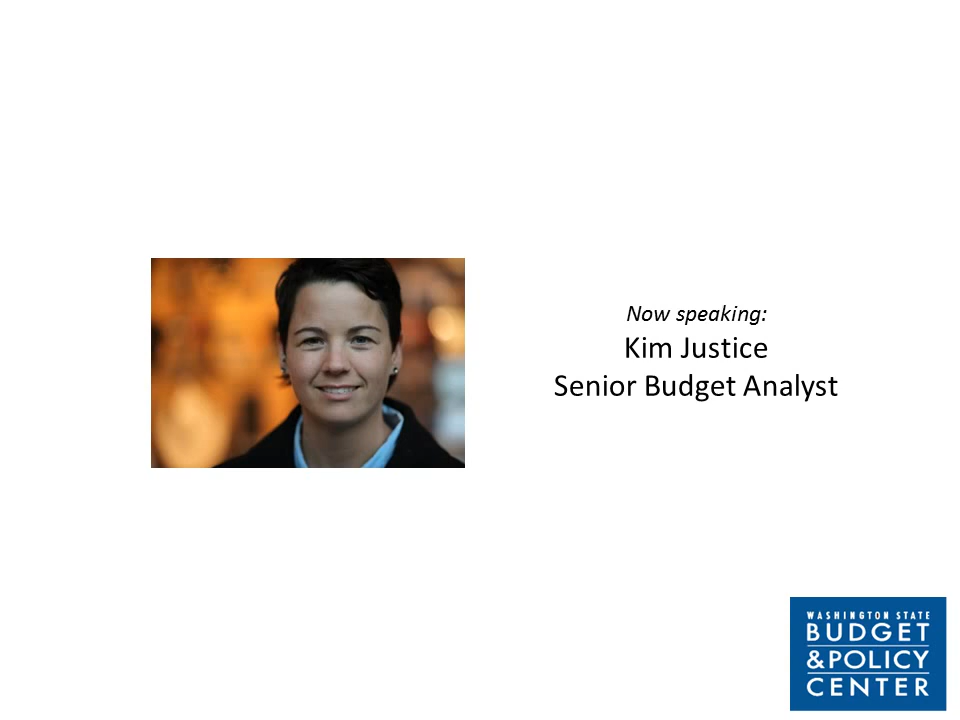 Now speaking:
Kim Justice
Senior Budget Analyst
WASHINGTON STATE
BUDGET
&POLICY
CENTER